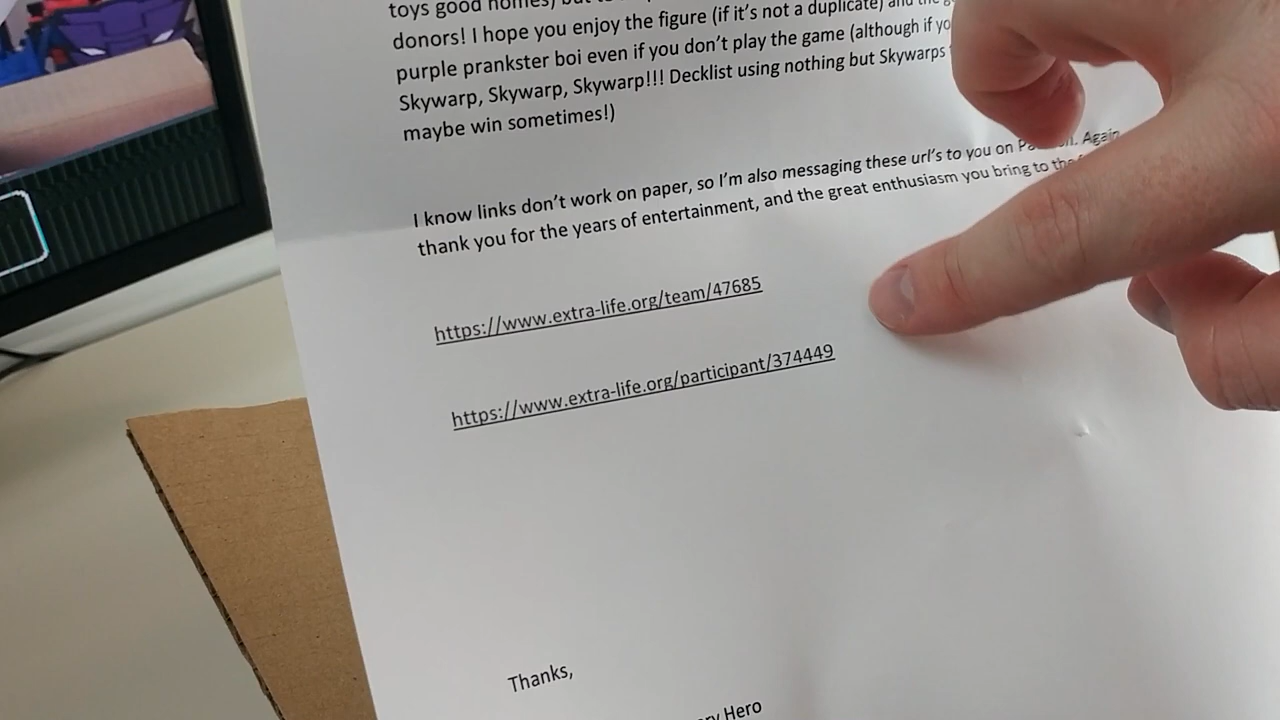 toys good homes) but
donors! I hope you enjoy the figure (if it's not a duplicate) and the
purple prankster boi even if you don't play the game (although if
Skywarp, Skywarp, Skywarp!!! Decklist using nothing but Skywarps
maybe win sometimes!)
I know links don't work on paper, so I'm also messaging these url's to you on Again
thank you for the years of entertainment, and the great enthusiasm you bring to
https://www.extra-life.org/team/47685
https://www.extra-life.org/participant/374449
Thanks,
Hero